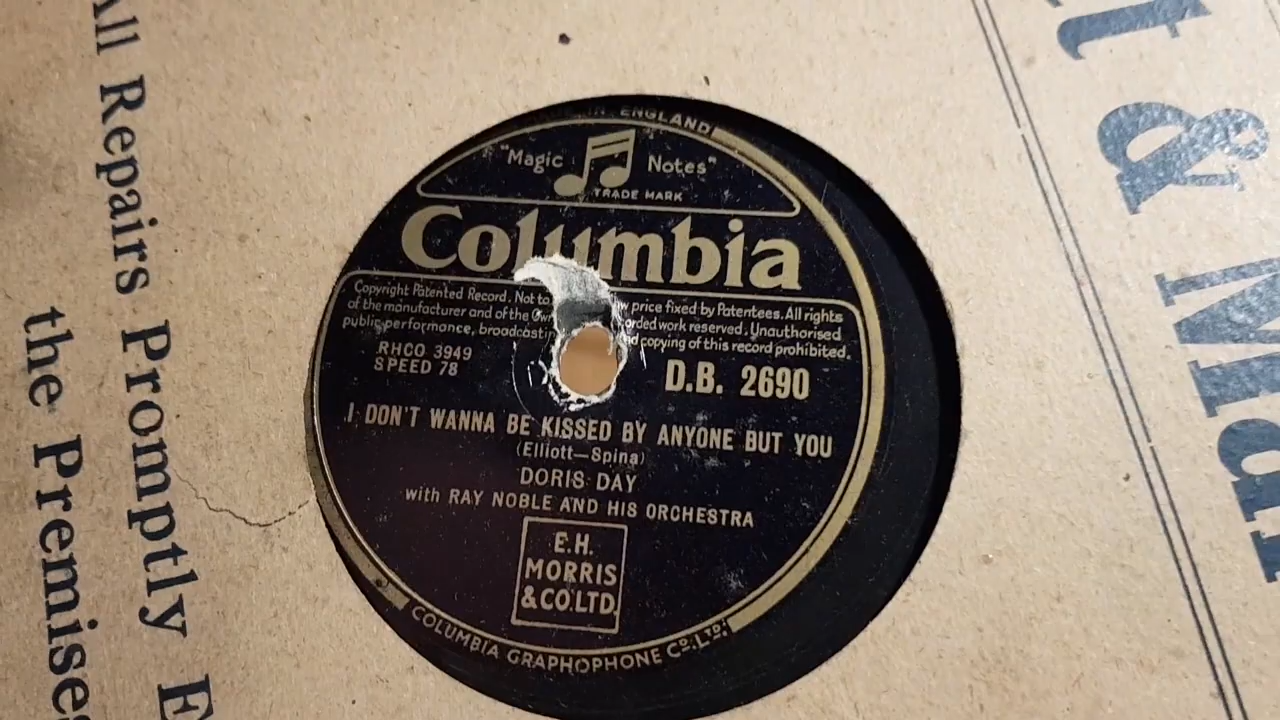 IN ENGLAND
"Magic Notes"
TRADE MARK
Columbia
Copyright Patented Record. Not to price fixed by Patentees. All rights
of the manufacturer and of the work reserved. Unauthorised
public performance, copying of this record prohibited.
RHCO 3949
SPEED 78
D.B. 2690
I DON'T WANNA BE KISSED BY ANYONE BUT YOU
(Elliott—Spina)
DORIS DAY
with RAY NOBLE AND HIS ORCHESTRA
E.H.
MORRIS
& CO. LTD.
COLUMBIA GRAPHOPHONE Co. LTD.
All Repairs Promptly
the Premises
&